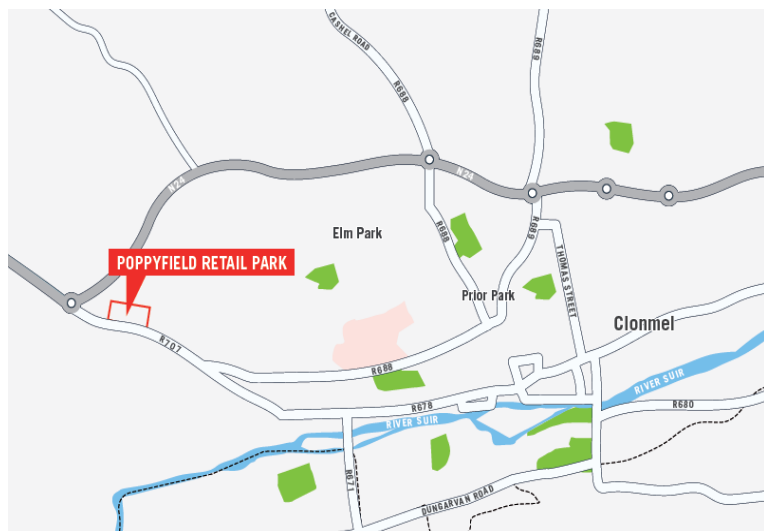 CASHEL ROAD
R688
R689
N24
N24
Elm Park
R688
R689
THOMAS STREET
POPPYFIELD RETAIL PARK
Prior Park
Clonmel
R707
R688
RIVER SUIR
R678
R680
RIVER SUIR
R671
DUNGARVAN ROAD